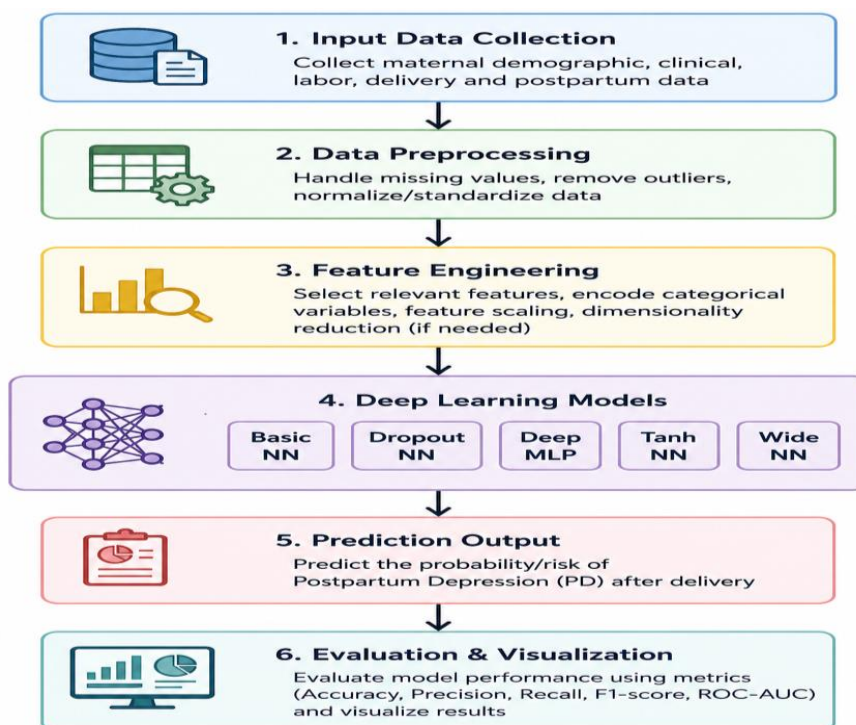 1. Input Data Collection
Collect maternal demographic, clinical,
labor, delivery and postpartum data
2. Data Preprocessing
Handle missing values, remove outliers,
normalize/standardize data
3. Feature Engineering
Select relevant features, encode categorical
variables, feature scaling, dimensionality
reduction (if needed)
4. Deep Learning Models
Basic
NN
Dropout
NN
Deep
MLP
Tanh
NN
Wide
NN
5. Prediction Output
Predict the probability/risk of
Postpartum Depression (PD) after delivery
6. Evaluation & Visualization
Evaluate model performance using metrics
(Accuracy, Precision, Recall, F1-score, ROC-AUC)
and visualize results